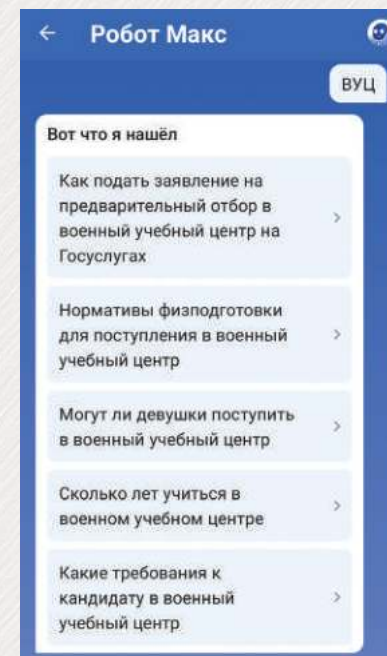 Робот Макс
ВУЦ
Вот что я нашёл
Как подать заявление на
предварительный отбор в
военный учебный центр на
Госуслугах
Нормативы физподготовки
для поступления в военный
учебный центр
Могут ли девушки поступить
в военный учебный центр
Сколько лет учиться в
военном учебном центре
Какие требования к
кандидату в военный
учебный центр